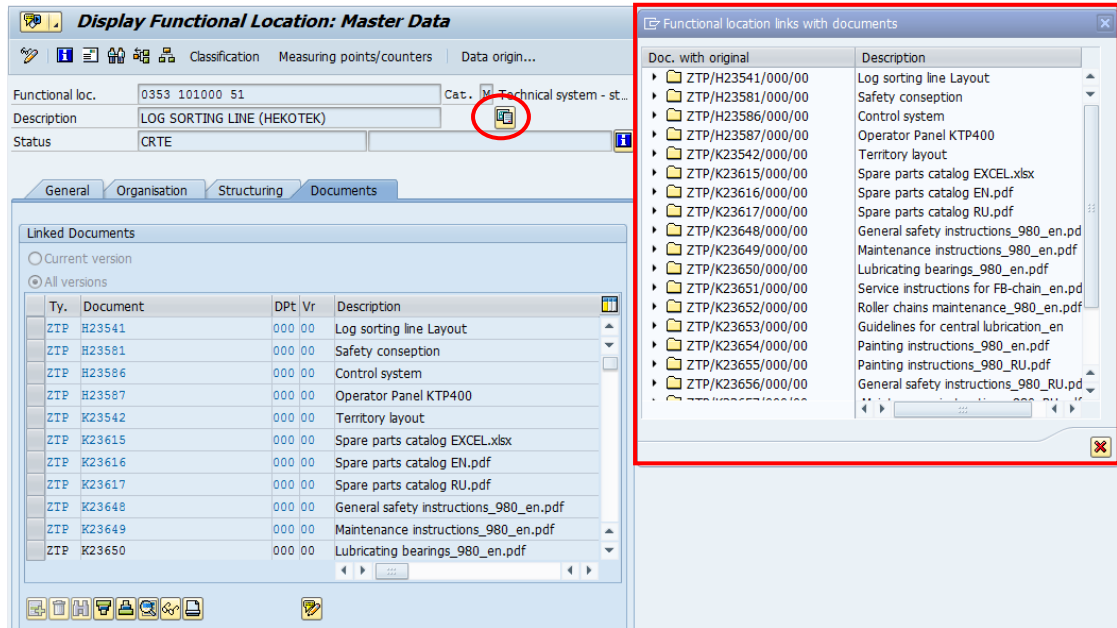 Display Functional Location: Master Data
Classification Measuring points/counters Data origin...
Functional loc. 0353 101000 51 Cat. M Technical system - st...
Description LOG SORTING LINE (HEKOTEK)
Status CRTE
General Organisation Structuring Documents
Linked Documents
Current version
All versions
Ty. Document DPt Vr Description
ZTP H23541 000 00 Log sorting line Layout
ZTP H23581 000 00 Safety conseption
ZTP H23586 000 00 Control system
ZTP H23587 000 00 Operator Panel KTP400
ZTP K23542 000 00 Territory layout
ZTP K23615 000 00 Spare parts catalog EXCEL.xlsx
ZTP K23616 000 00 Spare parts catalog EN.pdf
ZTP K23617 000 00 Spare parts catalog RU.pdf
ZTP K23648 000 00 General safety instructions_980_en.pdf
ZTP K23649 000 00 Maintenance instructions_980_en.pdf
ZTP K23650 000 00 Lubricating bearings_980_en.pdf
Functional location links with documents
Doc. with original Description
ZTP/H23541/000/00 Log sorting line Layout
ZTP/H23581/000/00 Safety conseption
ZTP/H23586/000/00 Control system
ZTP/H23587/000/00 Operator Panel KTP400
ZTP/K23542/000/00 Territory layout
ZTP/K23615/000/00 Spare parts catalog EXCEL.xlsx
ZTP/K23616/000/00 Spare parts catalog EN.pdf
ZTP/K23617/000/00 Spare parts catalog RU.pdf
ZTP/K23648/000/00 General safety instructions_980_en.pd
ZTP/K23649/000/00 Maintenance instructions_980_en.pdf
ZTP/K23650/000/00 Lubricating bearings_980_en.pdf
ZTP/K23651/000/00 Service instructions for FB-chain_en.pd
ZTP/K23652/000/00 Roller chains maintenance_980_en.pdf
ZTP/K23653/000/00 Guidelines for central lubrication_en
ZTP/K23654/000/00 Painting instructions_980_en.pdf
ZTP/K23655/000/00 Painting instructions_980_RU.pdf
ZTP/K23656/000/00 General safety instructions_980_RU.pd